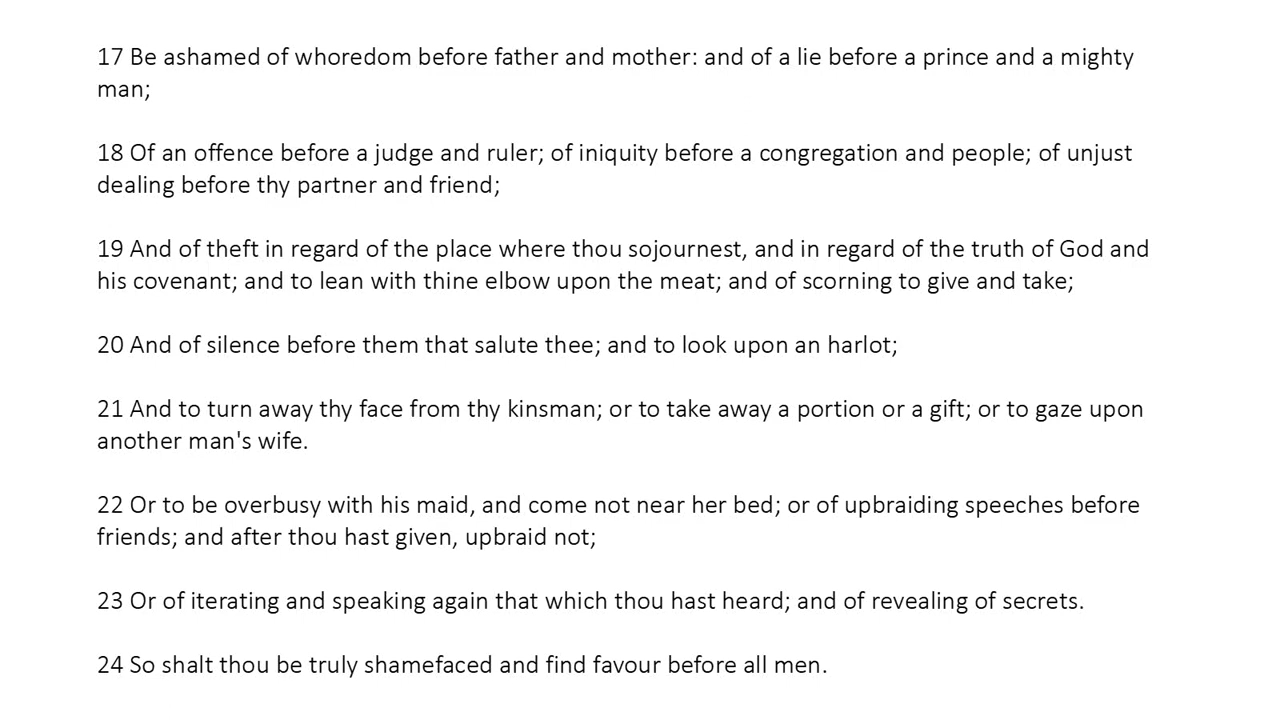 17 Be ashamed of whoredom before father and mother: and of a lie before a prince and a mighty
man;
18 Of an offence before a judge and ruler; of iniquity before a congregation and people; of unjust
dealing before thy partner and friend;
19 And of theft in regard of the place where thou sojournest, and in regard of the truth of God and
his covenant; and to lean with thine elbow upon the meat; and of scorning to give and take;
20 And of silence before them that salute thee; and to look upon an harlot;
21 And to turn away thy face from thy kinsman; or to take away a portion or a gift; or to gaze upon
another man's wife.
22 Or to be overbusy with his maid, and come not near her bed; or of upbraiding speeches before
friends; and after thou hast given, upbraid not;
23 Or of iterating and speaking again that which thou hast heard; and of revealing of secrets.
24 So shalt thou be truly shamefaced and find favour before all men.